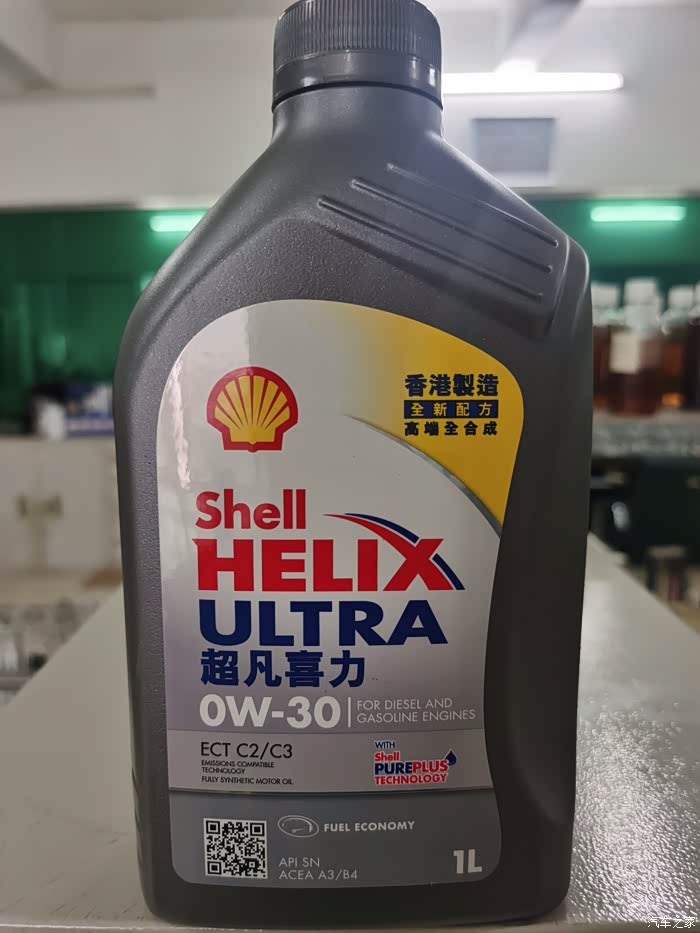 香港製造
全新配方
高端全合成
Shell
HELIX
ULTRA
超凡喜力
0W-30
FOR DIESEL AND
GASOLINE ENGINES
ECT C2/C3
EMISSIONS COMPATIBLE
TECHNOLOGY
FULLY SYNTHETIC MOTOR OIL
WITH
Shell
PUREPLUS
TECHNOLOGY
FUEL ECONOMY
API SN
ACEA A3/B4
1L
汽车之家